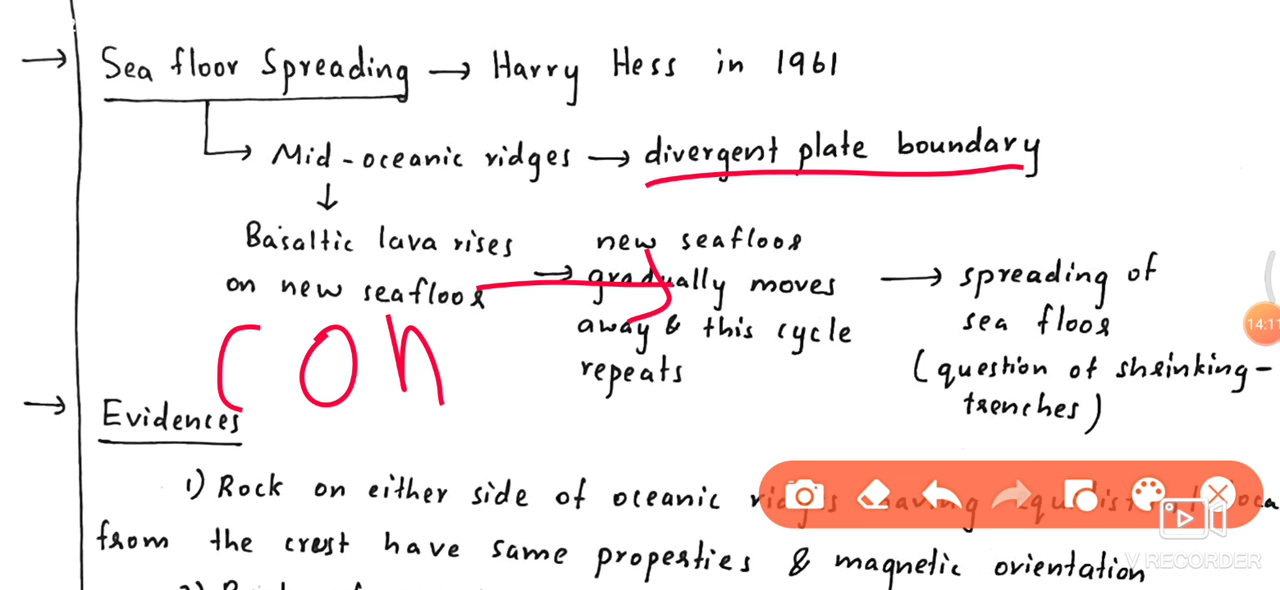 → Sea floor Spreading → Harry Hess in 1961
Mid-oceanic ridges → divergent plate boundary
↓
Basaltic lava rises
on new seafloor → new seafloor
gradually moves
away & this cycle
repeats
→ spreading of
sea floor
(question of shrinking-
trenches)
con
→ Evidences
1) Rock on either side of oceanic
from the crest have same properties & magnetic orientation
14:11
V RECORDER